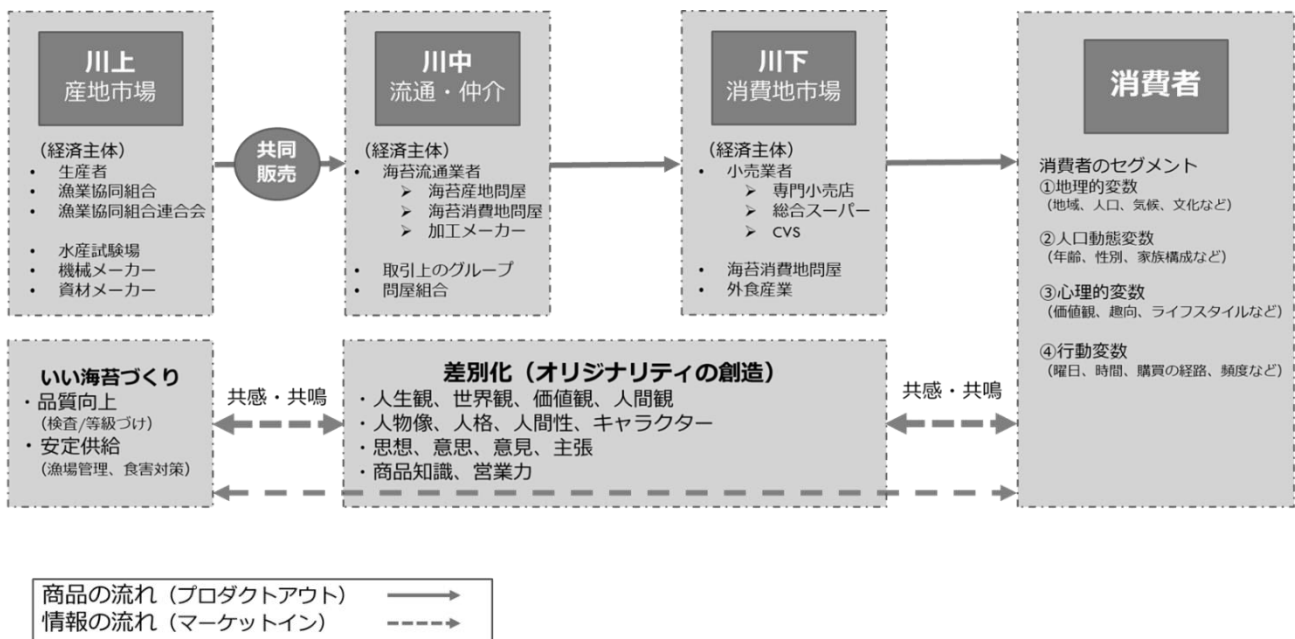 川上
産地市場
（経済主体）
• 生産者
• 漁業協同組合
• 漁業協同組合連合会
• 水産試験場
• 機械メーカー
• 資材メーカー
共同
販売
川中
流通・仲介
（経済主体）
• 海苔流通業者
➢ 海苔産地問屋
➢ 海苔消費地問屋
➢ 加工メーカー
• 取引上のグループ
• 問屋組合
川下
消費地市場
（経済主体）
• 小売業者
➢ 専門小売店
➢ 総合スーパー
➢ CVS
• 海苔消費地問屋
• 外食産業
消費者
消費者のセグメント
①地理的変数
（地域、人口、気候、文化など）
②人口動態変数
（年齢、性別、家族構成など）
③心理的変数
（価値観、趣向、ライフスタイルなど）
④行動変数
（曜日、時間、購買の経路、頻度など）
いい海苔づくり
・品質向上
（検査/等級づけ）
・安定供給
（漁場管理、食害対策）
共感・共鳴
差別化（オリジナリティの創造）
・人生観、世界観、価値観、人間観
・人物像、人格、人間性、キャラクター
・思想、意思、意見、主張
・商品知識、営業力
共感・共鳴
商品の流れ（プロダクトアウト）
情報の流れ（マーケットイン）